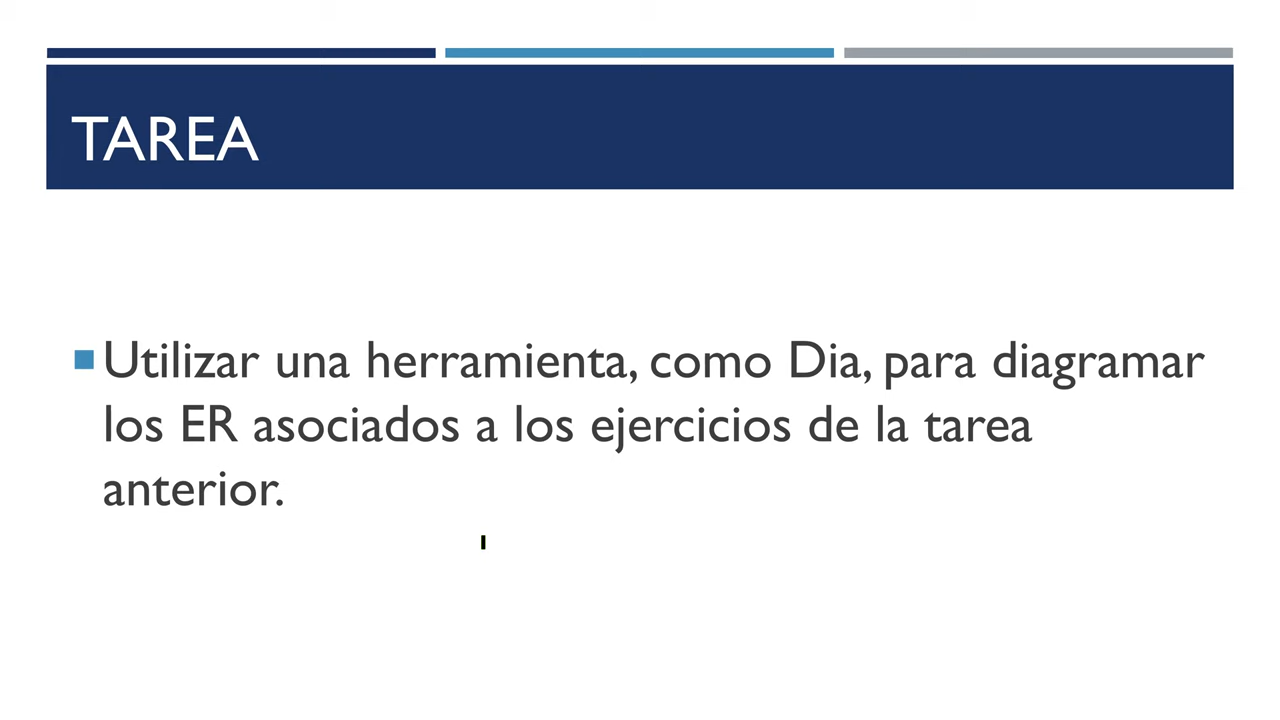 TAREA
Utilizar una herramienta, como Dia, para diagramar
los ER asociados a los ejercicios de la tarea
anterior.